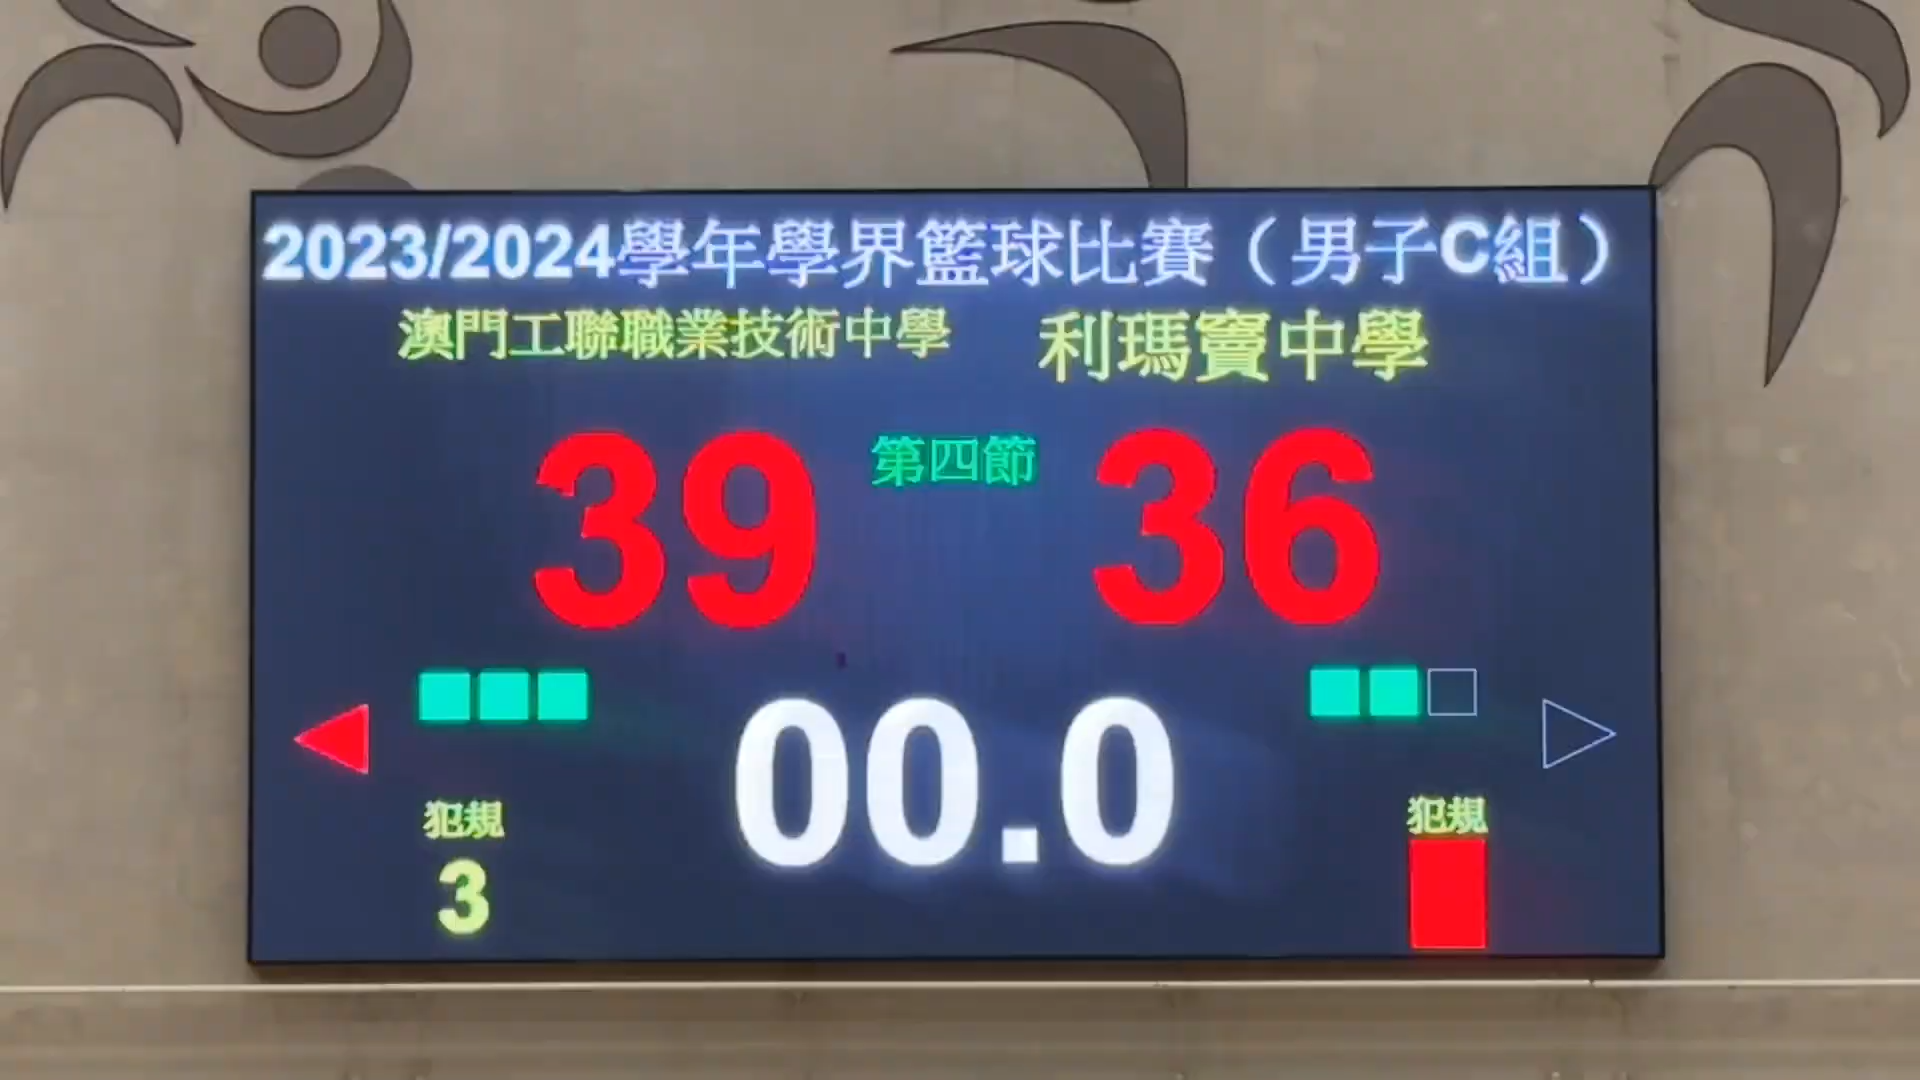 2023/2024學年學界籃球比賽（男子C組）
澳門工聯職業技術中學 利瑪竇中學
39 第四節 36
00.0
犯規 犯規
3